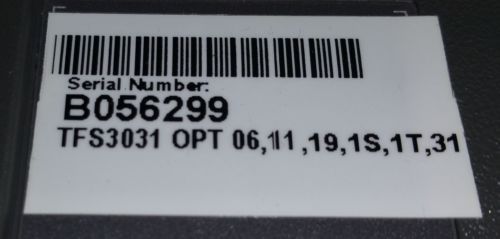 Serial Number:
B056299
TFS3031 OPT 06,11 ,19,1S,1T,31